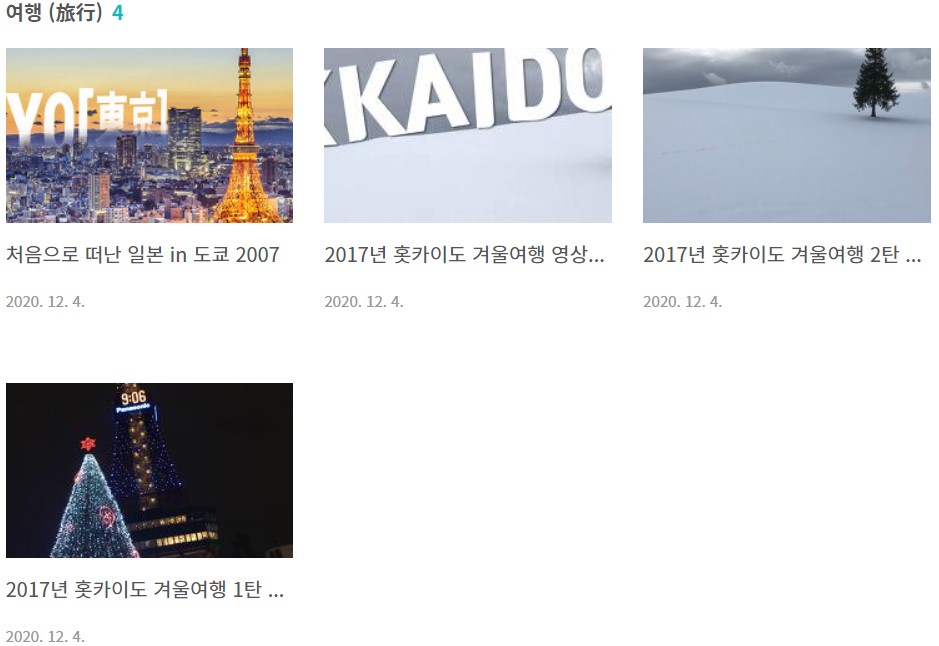 여행 (旅行) 4
YO[東京]
KKAIDO
처음으로 떠난 일본 in 도쿄 2007
2017년 홋카이도 겨울여행 영상...
2017년 홋카이도 겨울여행 2탄 ...
2020. 12. 4.
2020. 12. 4.
2020. 12. 4.
9:06
Panasonic
2017년 홋카이도 겨울여행 1탄 ...
2020. 12. 4.